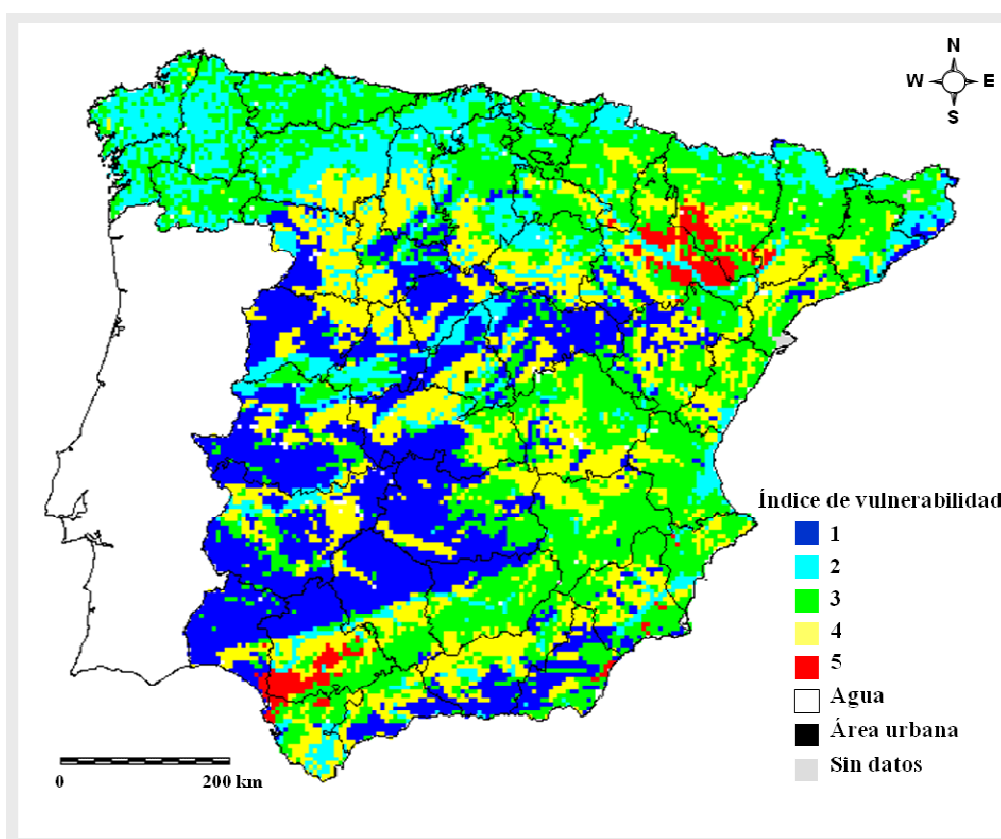 N
W E
S
Índice de vulnerabilidad
1
2
3
4
5
Agua
Área urbana
Sin datos
0 200 km